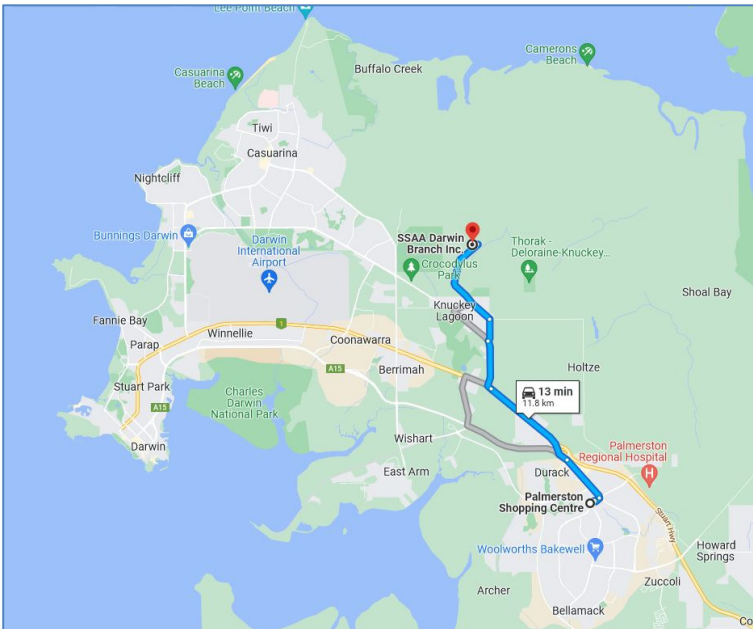 Lee Point Beach
Camerons
Beach
Buffalo Creek
Casuarina
Beach
Tiwi
Casuarina
Nightcliff
SSAA Darwin
Branch Inc
Bunnings Darwin
Darwin
International
Airport
Thorak -
Deloraine-Knuckey...
Crocodylus
Park
Shoal Bay
Knuckey
Lagoon
Fannie Bay
1
Winnellie
Parap
Coonawarra
Holtze
A15
Berrimah
Stuart Park
13 min
11.8 km
Charles
Darwin
National Park
A15
Wishart
Darwin
Palmerston
Regional Hospital
H
East Arm
Durack
Palmerston
Shopping Centre
Stuart Hwy
Woolworths Bakewell
Howard
Springs
Zuccoli
Archer
Bellamack